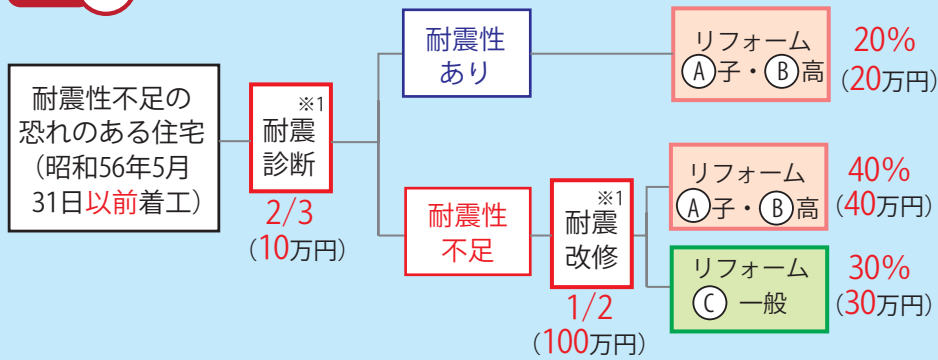 耐震性不足の
恐れのある住宅
（昭和56年5月
31日以前着工）
※1
耐震
診断
2/3
（10万円）
耐震性
あり
リフォーム
Ⓐ子・Ⓑ高
20%
（20万円）
耐震性
不足
※1
耐震
改修
1/2
（100万円）
リフォーム
Ⓐ子・Ⓑ高
40%
（40万円）
リフォーム
Ⓒ 一般
30%
（30万円）